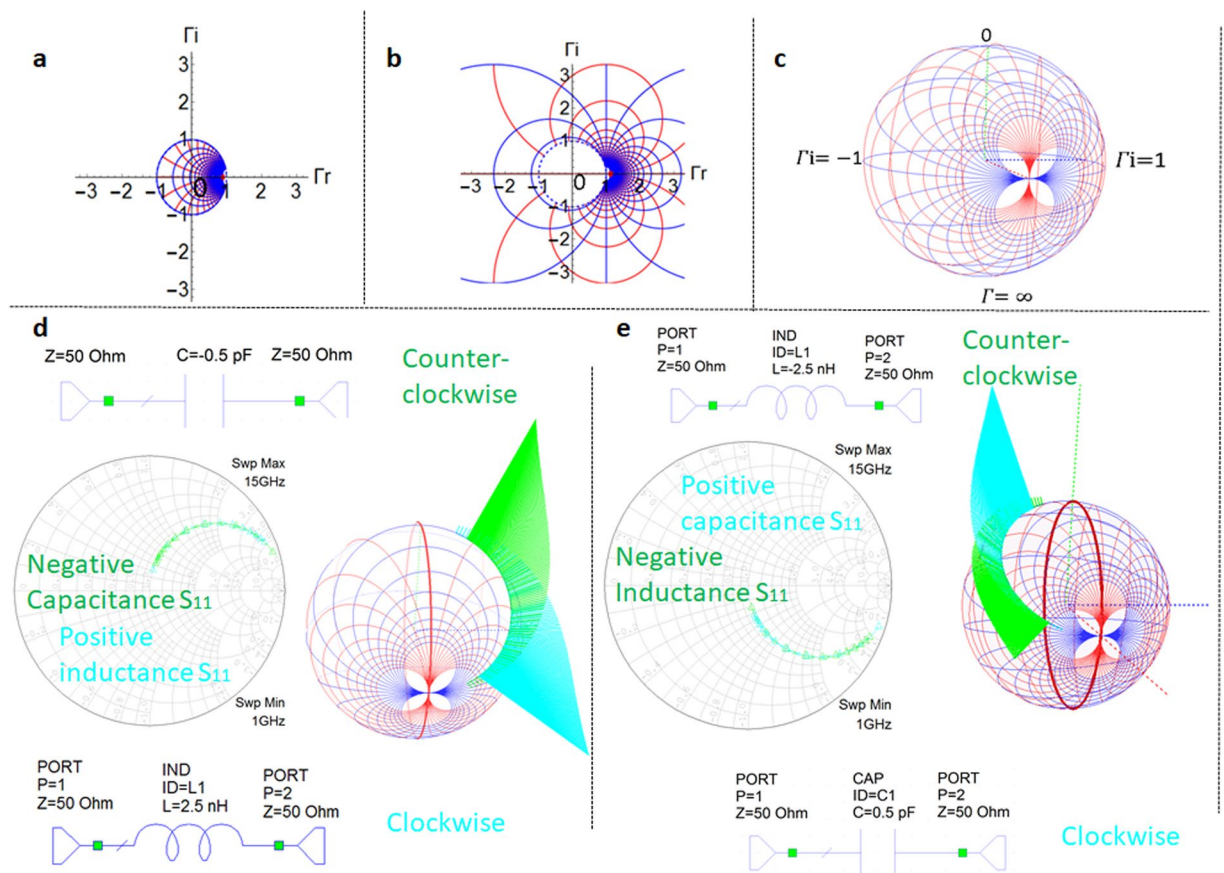 a
Γi
3
2
1
0
-1
-2
-3
-3 -2 -1 1 2 3
Γr
b
Γi
3
2
1
0
-1
-2
-3
-3 -2 -1 1 2 3
Γr
c
0
Γi= −1
Γi=1
Γ= ∞
d
Z=50 Ohm
C=-0.5 pF
Z=50 Ohm
Counter-
clockwise
Swp Max
15GHz
Negative
Capacitance S11
Positive
inductance S11
Swp Min
1GHz
PORT
P=1
Z=50 Ohm
IND
ID=L1
L=2.5 nH
PORT
P=2
Z=50 Ohm
Clockwise
e
PORT
P=1
Z=50 Ohm
IND
ID=L1
L=-2.5 nH
PORT
P=2
Z=50 Ohm
Counter-
clockwise
Swp Max
15GHz
Positive
capacitance S11
Negative
Inductance S11
Swp Min
1GHz
PORT
P=1
Z=50 Ohm
CAP
ID=C1
C=0.5 pF
PORT
P=2
Z=50 Ohm
Clockwise